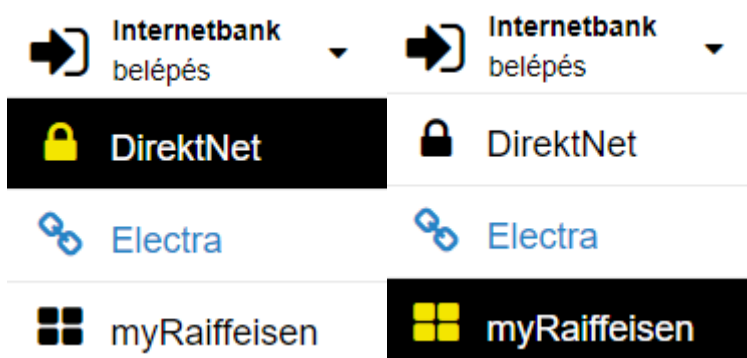 Internetbank
belépés
DirektNet
Electra
myRaiffeisen
Internetbank
belépés
DirektNet
Electra
myRaiffeisen